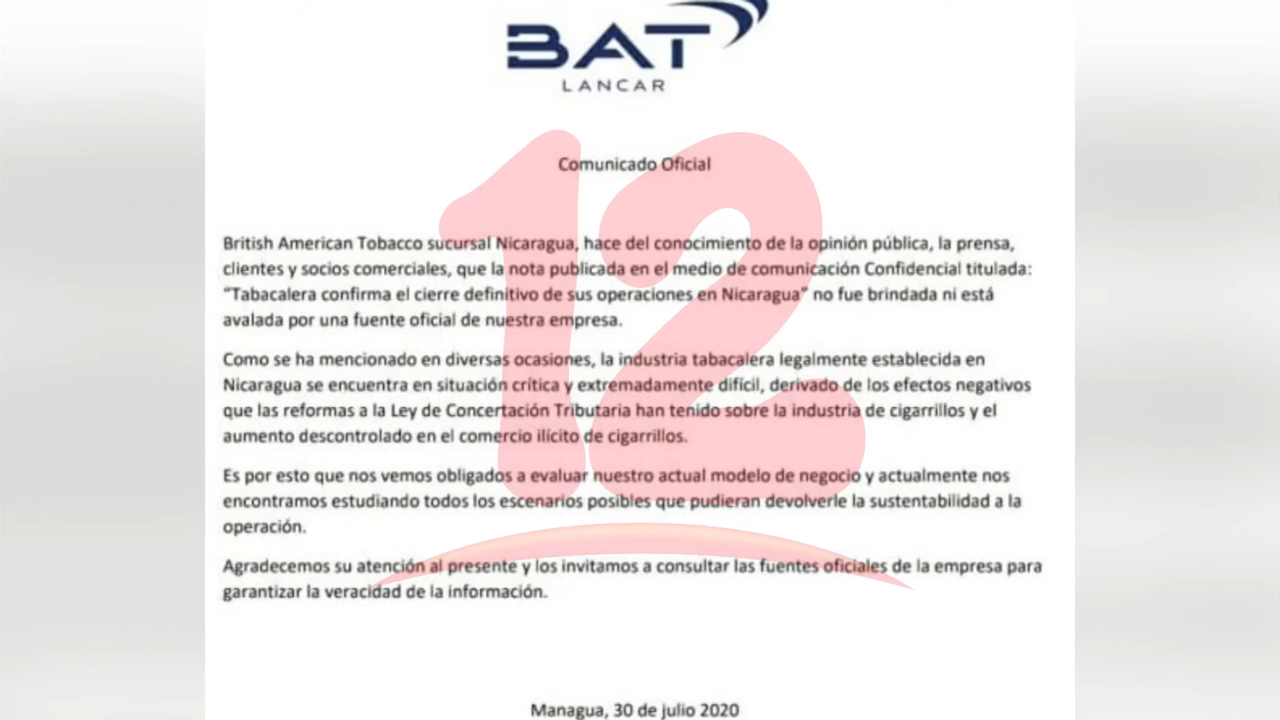 BAT
LANCAR
Comunicado Oficial
12
British American Tobacco sucursal Nicaragua, hace del conocimiento de la opinión pública, la prensa,
clientes y socios comerciales, que la nota publicada en el medio de comunicación Confidencial titulada:
“Tabacalera confirma el cierre definitivo de sus operaciones en Nicaragua” no fue brindada ni está
avalada por una fuente oficial de nuestra empresa.
Como se ha mencionado en diversas ocasiones, la industria tabacalera legalmente establecida en
Nicaragua se encuentra en situación crítica y extremadamente difícil, derivado de los efectos negativos
que las reformas a la Ley de Concertación Tributaria han tenido sobre la industria de cigarrillos y el
aumento descontrolado en el comercio ilícito de cigarrillos.
Es por esto que nos vemos obligados a evaluar nuestro actual modelo de negocio y actualmente nos
encontramos estudiando todos los escenarios posibles que pudieran devolverle la sustentabilidad a la
operación.
Agradecemos su atención al presente y los invitamos a consultar las fuentes oficiales de la empresa para
garantizar la veracidad de la información.
Managua, 30 de julio 2020